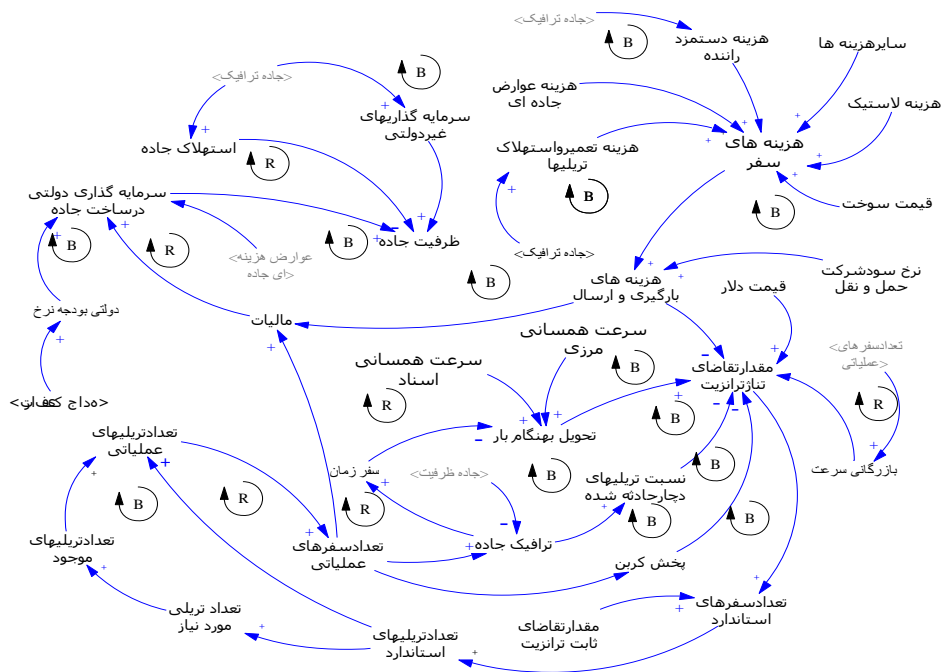 <جاده ترافیک>
B
هزینه دستمزد
راننده
سایرهزینه ها
<جاده ترافیک>
B
سرمایه گذاریهای
غیردولتی
استهلاک جاده
R
هزینه عوارض
جاده ای
هزینه لاستیک
هزینه تعمیرواستهلاک
تریلیها
B
هزینه های
سفر
قیمت سوخت
B
سرمایه گذاری دولتی
درساخت جاده
B
R
<عوارض هزینه
ای جاده>
B
ظرفیت جاده
<جاده ترافیک>
B
هزینه های
بارگیری و ارسال
نرخ سودشرکت
حمل و نقل
قیمت دلار
دولتی بودجه نرخ
مالیات
سرعت همسانی
مرزی
B
سرعت همسانی
اسناد
R
مقدارتقاضای
تناژترانزیت
<تعدادسفرهای
عملیاتی>
R
تحویل بهنگام بار
B
B
بازرگانی سرعت
تعدادتریلیهای
عملیاتی
B
R
سفر زمان
R
<جاده ظرفیت>
B
نسبت تریلیهای
دچارحادثه شده
B
B
تعدادتریلیهای
موجود
تعدادسفرهای
عملیاتی
ترافیک جاده
پخش کربن
تعداد تریلی
مورد نیاز
تعدادتریلیهای
استاندارد
مقدارتقاضای
ثابت ترانزیت
تعدادسفرهای
استاندارد